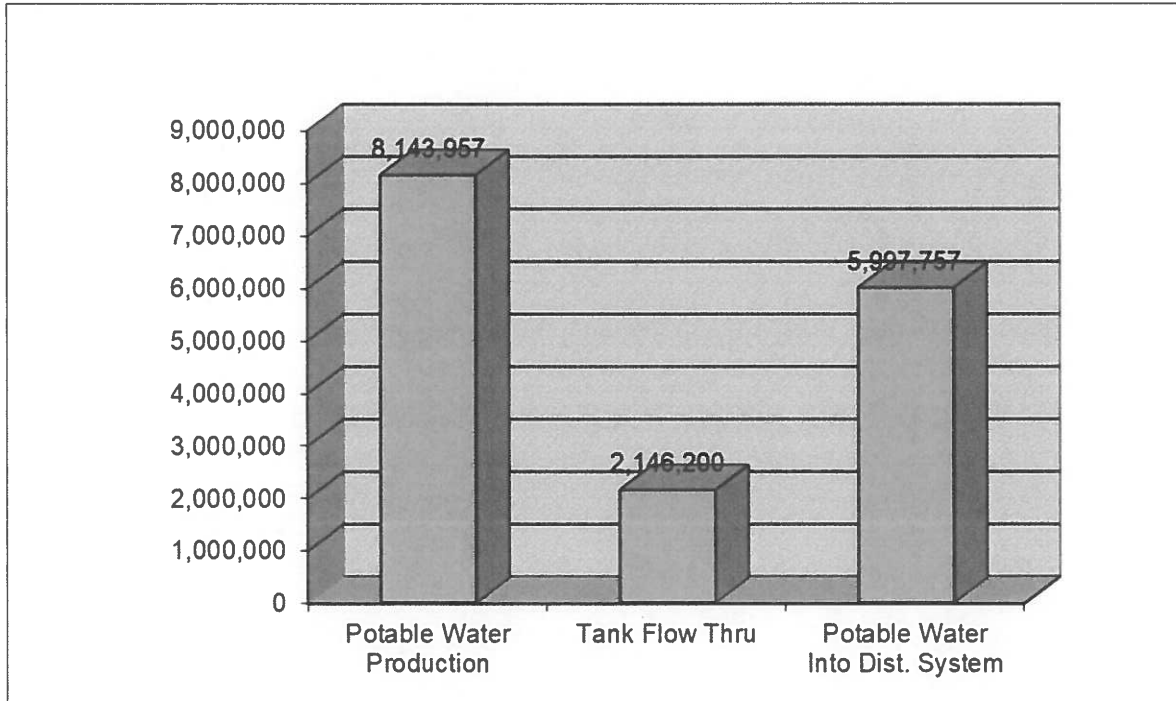 9,000,000
8,000,000
7,000,000
6,000,000
5,000,000
4,000,000
3,000,000
2,000,000
1,000,000
0
8,143,957
2,146,200
5,997,757
Potable Water
Production
Tank Flow Thru
Potable Water
Into Dist. System